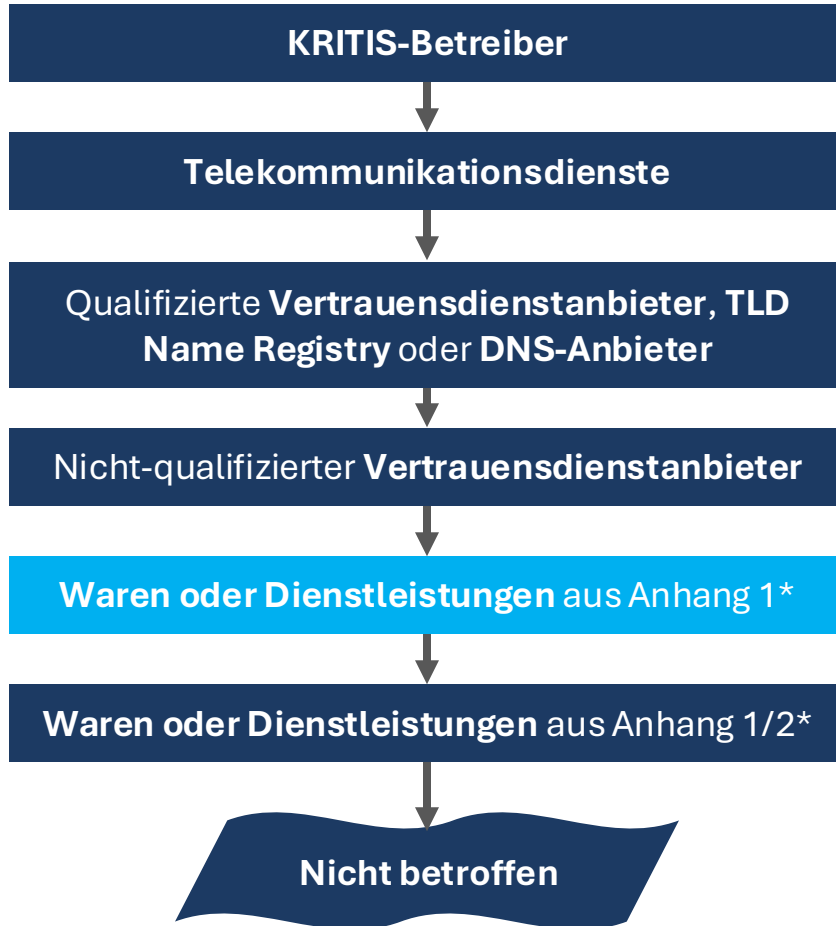 KRITIS-Betreiber
Telekommunikationsdienste
Qualifizierte Vertrauensdienstanbieter, TLD
Name Registry oder DNS-Anbieter
Nicht-qualifizierter Vertrauensdienstanbieter
Waren oder Dienstleistungen aus Anhang 1*
Waren oder Dienstleistungen aus Anhang 1/2*
Nicht betroffen